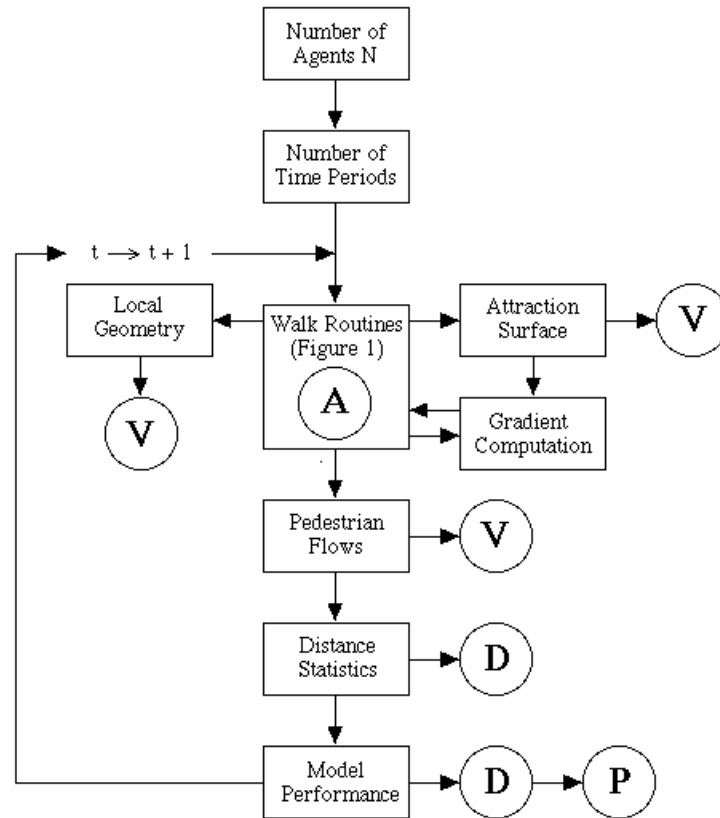 Number of
Agents N
Number of
Time Periods
t → t + 1
Local
Geometry
Walk Routines
(Figure 1)
Attraction
Surface
V
A
V
Gradient
Computation
Pedestrian
Flows
V
Distance
Statistics
D
Model
Performance
D
P